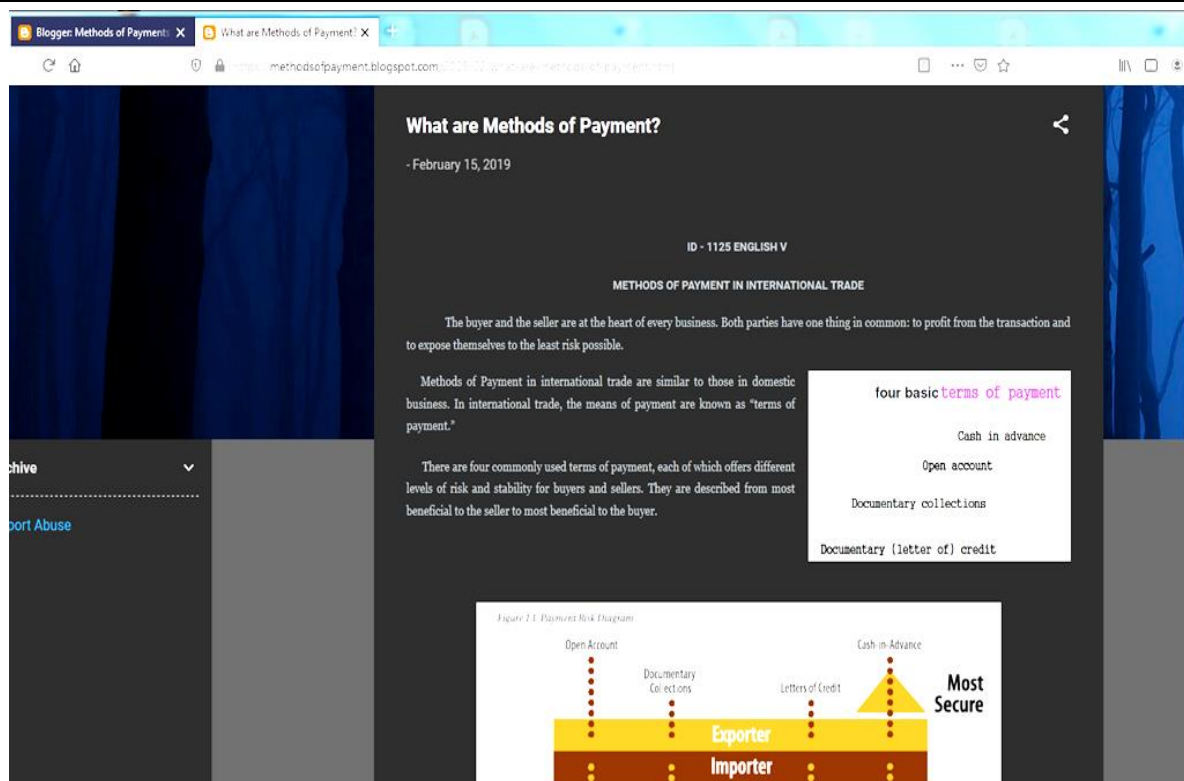 Blogger: Methods of Payments X
What are Methods of Payment? X
methodsofpayment.blogspot.com
What are Methods of Payment?
- February 15, 2019
ID - 1125 ENGLISH V
METHODS OF PAYMENT IN INTERNATIONAL TRADE
The buyer and the seller are at the heart of every business. Both parties have one thing in common: to profit from the transaction and
to expose themselves to the least risk possible.
Methods of Payment in international trade are similar to those in domestic
business. In international trade, the means of payment are known as “terms of
payment.”
There are four commonly used terms of payment, each of which offers different
levels of risk and stability for buyers and sellers. They are described from most
beneficial to the seller to most beneficial to the buyer.
four basic terms of payment
Cash in advance
Open account
Documentary collections
Documentary (letter of) credit
chive
port Abuse
Figure 1.1 Payment Risk Diagram
Open Account
Documentary
Collections
Letters of Credit
Cash-in-Advance
Most
Secure
Exporter
Importer